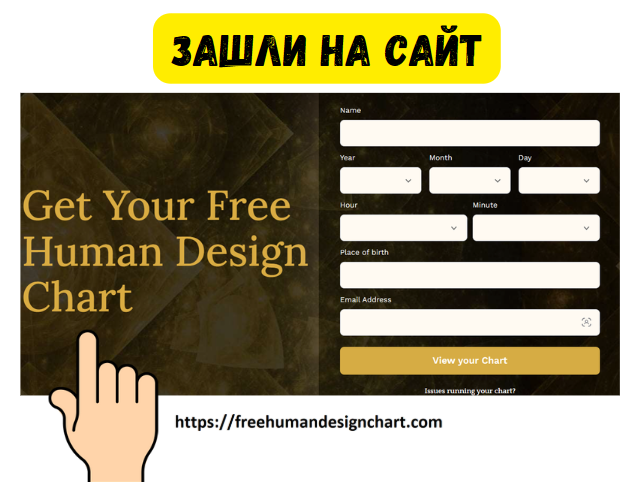 ЗАШЛИ НА САЙТ
Get Your Free
Human Design
Chart
Name
Year Month Day
Hour Minute
Place of birth
Email Address
View your Chart
Issues running your chart?
https://freehumandesignchart.com